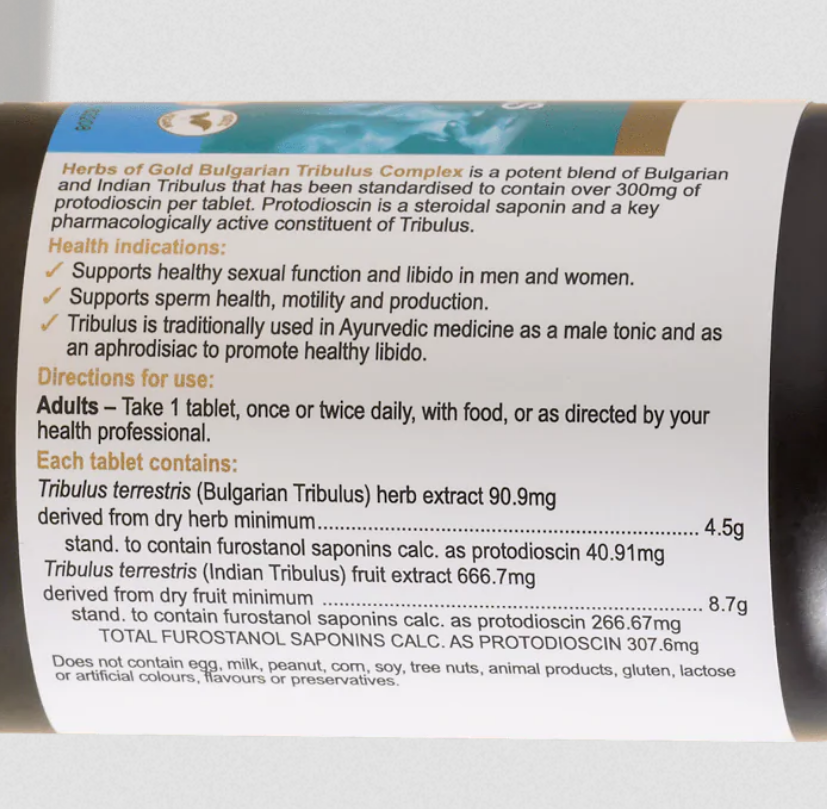 Herbs of Gold Bulgarian Tribulus Complex is a potent blend of Bulgarian
and Indian Tribulus that has been standardised to contain over 300mg of
protodioscin per tablet. Protodioscin is a steroidal saponin and a key
pharmacologically active constituent of Tribulus.
Health indications:
✓ Supports healthy sexual function and libido in men and women.
✓ Supports sperm health, motility and production.
✓ Tribulus is traditionally used in Ayurvedic medicine as a male tonic and as
an aphrodisiac to promote healthy libido.
Directions for use:
Adults – Take 1 tablet, once or twice daily, with food, or as directed by your
health professional.
Each tablet contains:
Tribulus terrestris (Bulgarian Tribulus) herb extract 90.9mg
derived from dry herb minimum.......................................................... 4.5g
stand. to contain furostanol saponins calc. as protodioscin 40.91mg
Tribulus terrestris (Indian Tribulus) fruit extract 666.7mg
derived from dry fruit minimum .......................................................... 8.7g
stand. to contain furostanol saponins calc. as protodioscin 266.67mg
TOTAL FUROSTANOL SAPONINS CALC. AS PROTODIOSCIN 307.6mg
Does not contain egg, milk, peanut, corn, soy, tree nuts, animal products, gluten, lactose
or artificial colours, flavours or preservatives.